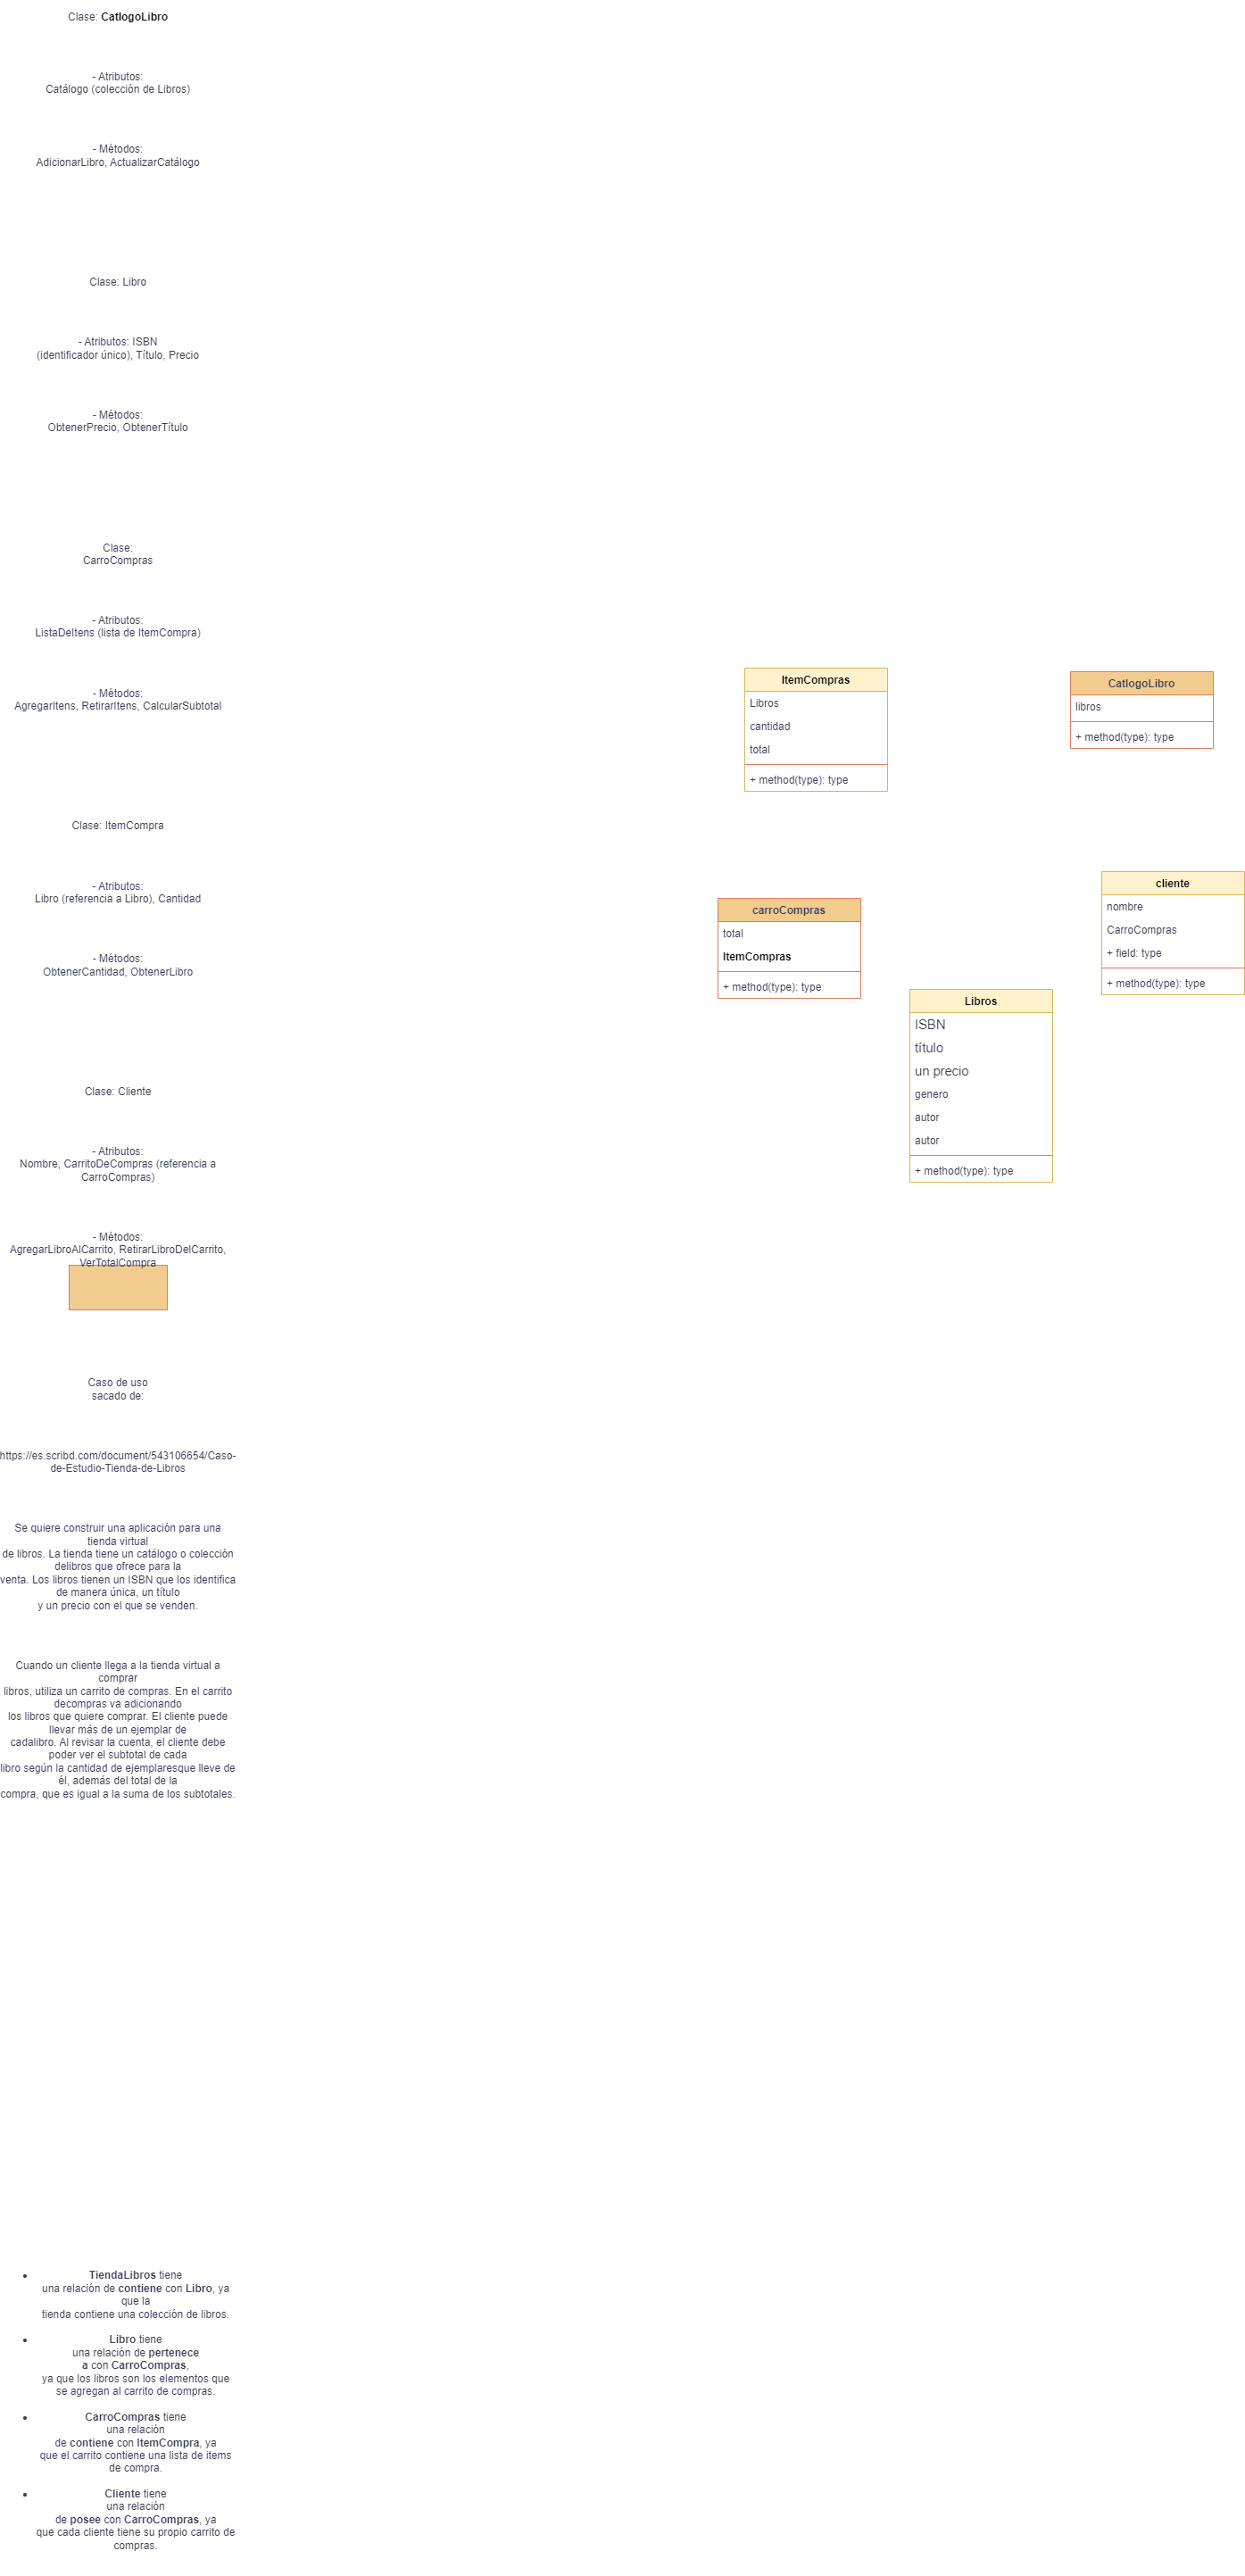 Clase: CatlogoLibro
- Atributos:
Catálogo (colección de Libros)
- Métodos:
AdicionarLibro, ActualizarCatálogo
Clase: Libro
- Atributos: ISBN
(identificador único), Título, Precio
- Métodos:
ObtenerPrecio, ObtenerTítulo
Clase:
CarroCompras
- Atributos:
ListaDeItens (lista de ItemCompra)
- Métodos:
AgregarItens, RetirarItens, CalcularSubtotal
Clase: ItemCompra
- Atributos:
Libro (referencia a Libro), Cantidad
- Métodos:
ObtenerCantidad, ObtenerLibro
Clase: Cliente
- Atributos:
Nombre, CarritoDeCompras (referencia a
CarroCompras)
- Métodos:
AgregarLibroAlCarrito, RetirarLibroDelCarrito,
VerTotalCompra
Caso de uso
sacado de:
https://es.scribd.com/document/543106654/Caso-
de-Estudio-Tienda-de-Libros
Se quiere construir una aplicación para una
tienda virtual
de libros. La tienda tiene un catálogo o colección
delibros que ofrece para la
venta. Los libros tienen un ISBN que los identifica
de manera única, un título
y un precio con el que se venden.
Cuando un cliente llega a la tienda virtual a
comprar
libros, utiliza un carrito de compras. En el carrito
decompras va adicionando
los libros que quiere comprar. El cliente puede
llevar más de un ejemplar de
cadalibro. Al revisar la cuenta, el cliente debe
poder ver el subtotal de cada
libro según la cantidad de ejemplaresque lleve de
él, además del total de la
compra, que es igual a la suma de los subtotales.
• TiendaLibros tiene
una relación de contiene con Libro, ya
que la
tienda contiene una colección de libros.
• Libro tiene
una relación de pertenece
a con CarroCompras,
ya que los libros son los elementos que
se agregan al carrito de compras.
• CarroCompras tiene
una relación
de contiene con ItemCompra, ya
que el carrito contiene una lista de items
de compra.
• Cliente tiene
una relación
de posee con CarroCompras, ya
que cada cliente tiene su propio carrito de
compras.
ItemCompras
Libros
cantidad
total
+ method(type): type
CatlogoLibro
libros
+ method(type): type
carroCompras
total
ItemCompras
+ method(type): type
cliente
nombre
CarroCompras
+ field: type
+ method(type): type
Libros
ISBN
título
un precio
genero
autor
autor
+ method(type): type